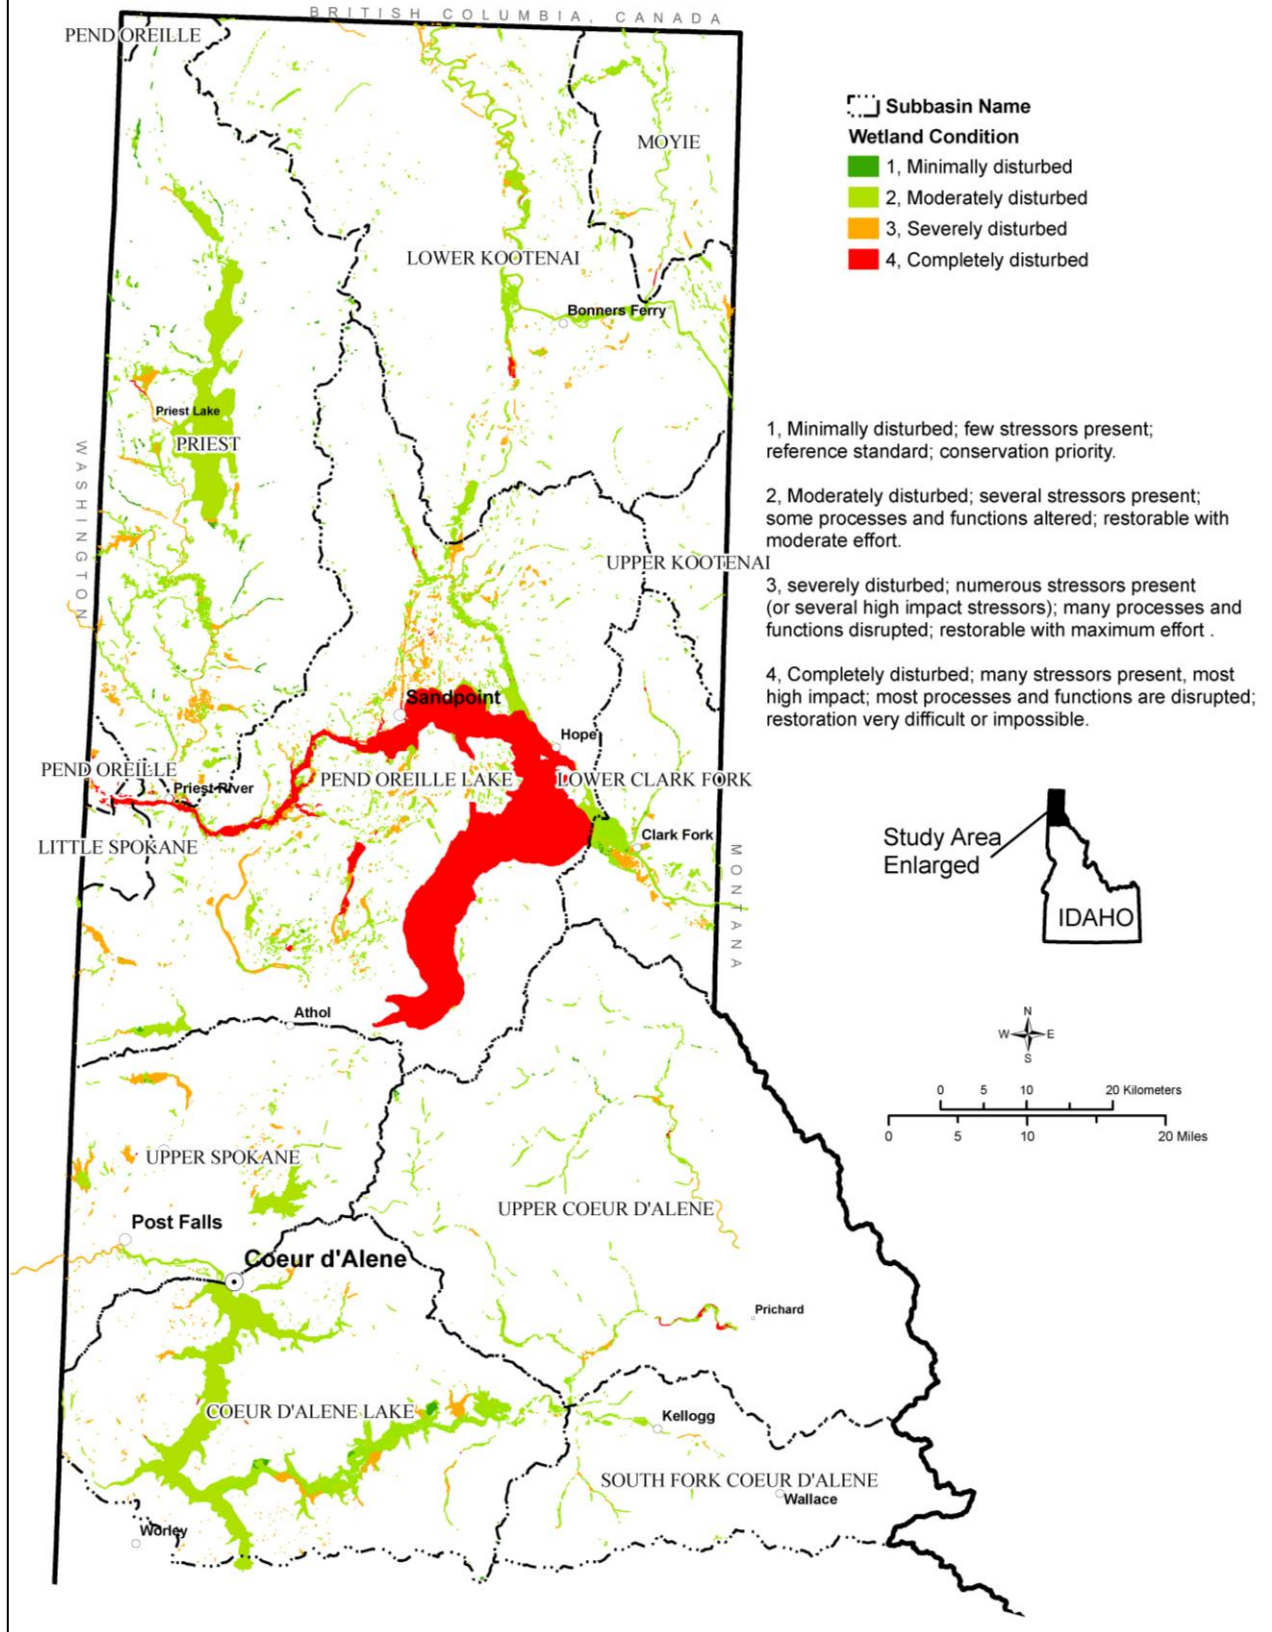 BRITISH COLUMBIA, CANADA
PEND OREILLE
Subbasin Name
Wetland Condition
1, Minimally disturbed
2, Moderately disturbed
3, Severely disturbed
4, Completely disturbed
MOYIE
LOWER KOOTENAI
Bonners Ferry
Priest Lake
PRIEST
WASHINGTON
1, Minimally disturbed; few stressors present;
reference standard; conservation priority.
2, Moderately disturbed; several stressors present;
some processes and functions altered; restorable with
moderate effort.
3, severely disturbed; numerous stressors present
(or several high impact stressors); many processes and
functions disrupted; restorable with maximum effort .
4, Completely disturbed; many stressors present, most
high impact; most processes and functions are disrupted;
restoration very difficult or impossible.
UPPER KOOTENAI
Sandpoint
Hope
PEND OREILLE
Priest River
PEND OREILLE LAKE
LOWER CLARK FORK
LITTLE SPOKANE
Clark Fork
MONTANA
Study Area
Enlarged
IDAHO
Athol
N
W E
S
0 5 10 20 Kilometers
0 5 10 20 Miles
UPPER SPOKANE
UPPER COEUR D'ALENE
Post Falls
Coeur d'Alene
Prichard
COEUR D'ALENE LAKE
Kellogg
SOUTH FORK COEUR D'ALENE
Wallace
Worley